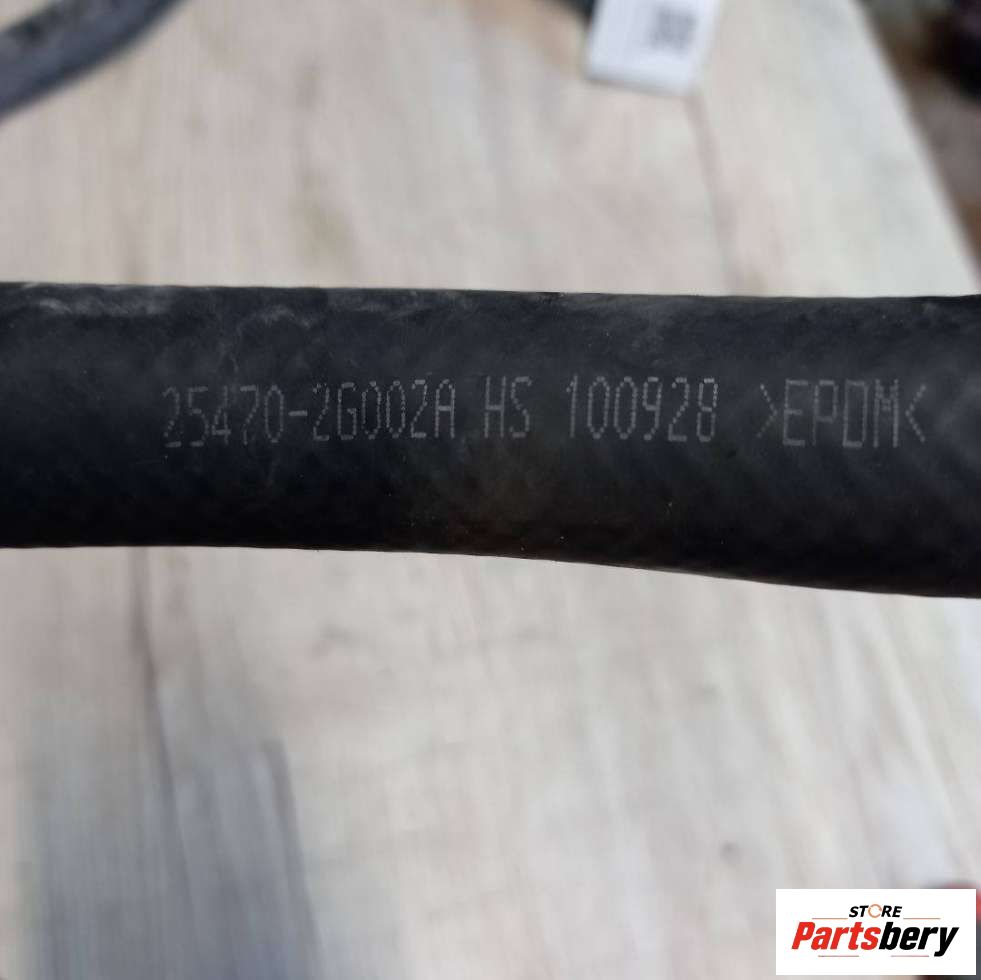 25470-2G002A HS 100928 >EPDM<
STORE
Partsbery